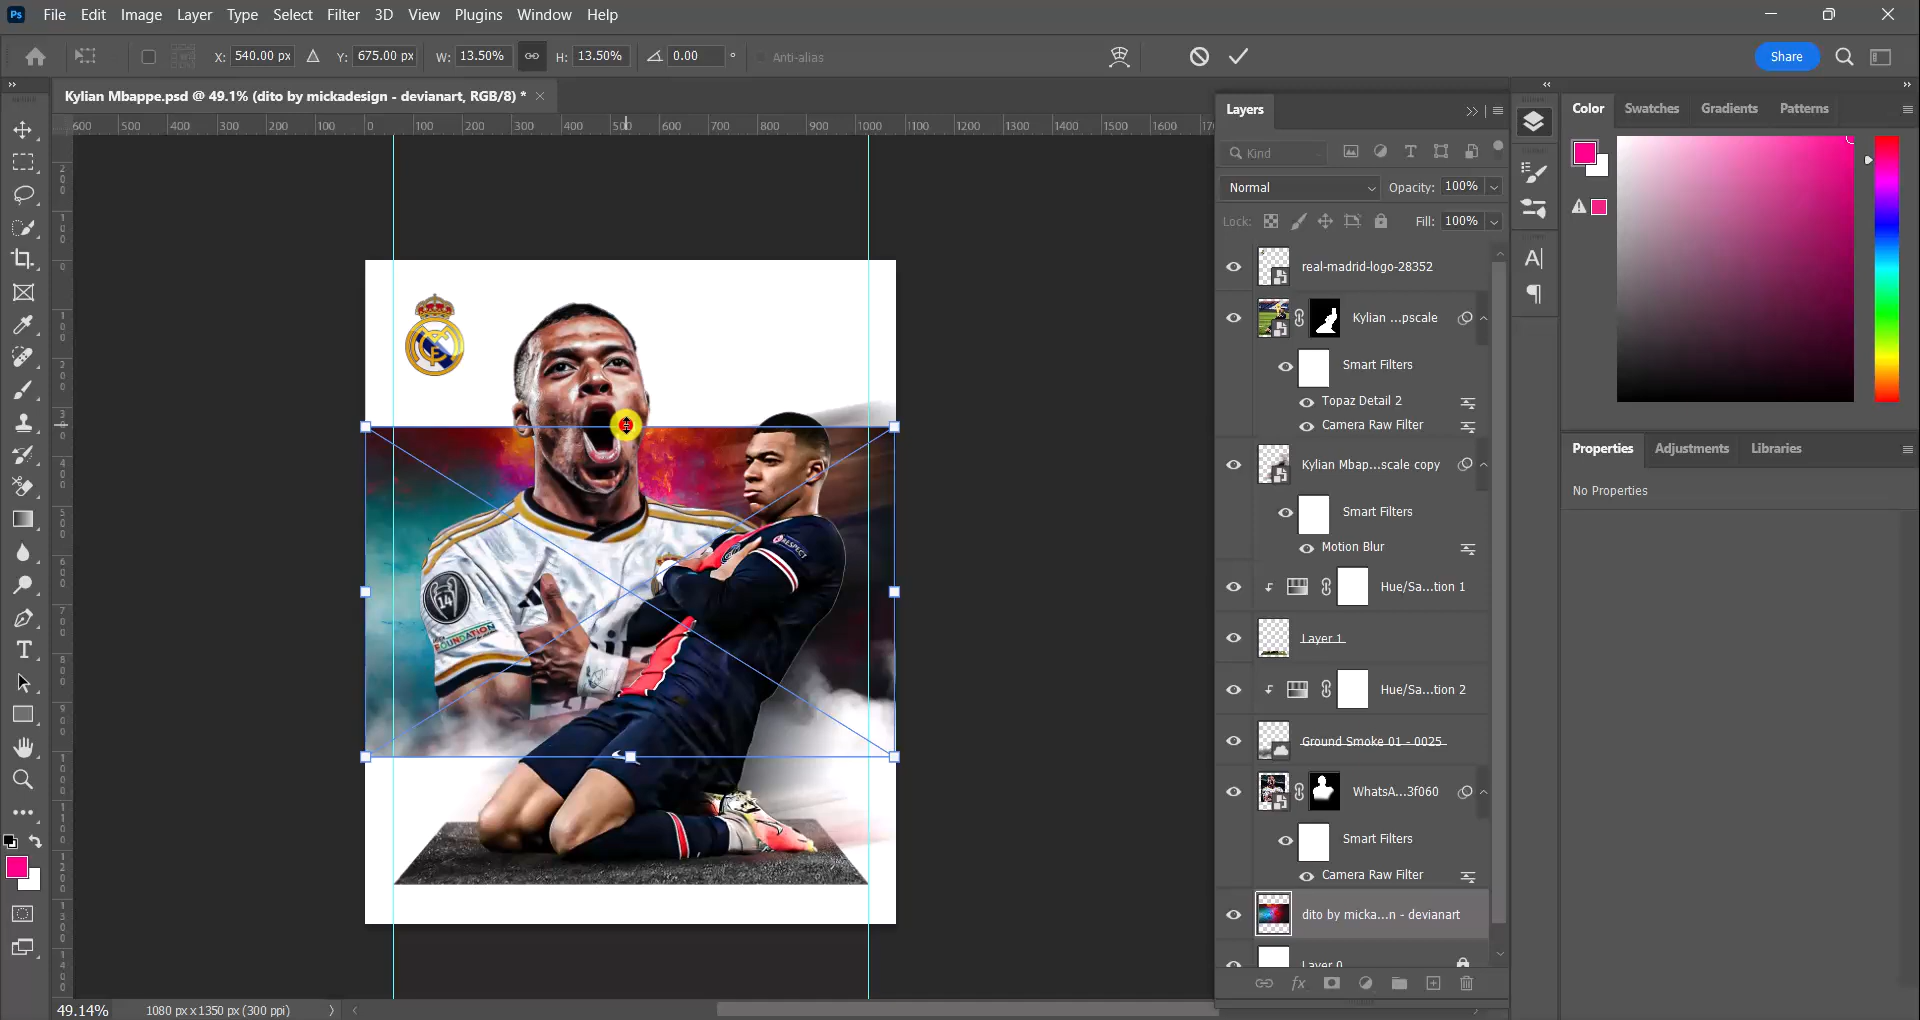 Ps File Edit Image Layer Type Select Filter 3D View Plugins Window Help
X: 540.00 px Y: 675.00 px W: 13.50% H: 13.50% 0.00 ° Anti-alias Share
Kylian Mbappe.psd @ 49.1% (dito by mickadesign - devianart, RGB/8) *
600 500 400 300 200 100 0 100 200 300 400 500 600 700 800 900 1000 1100 1200 1300 1400 1500 1600
Layers
Kind
Normal Opacity: 100%
Lock: Fill: 100%
real-madrid-logo-28352
Kylian ...pscale
Smart Filters
Topaz Detail 2
Camera Raw Filter
Kylian Mbap...scale copy
Smart Filters
Motion Blur
Hue/Sa...tion 1
Layer 1
Hue/Sa...tion 2
Ground Smoke 01 - 0025
WhatsA...3f060
Smart Filters
Camera Raw Filter
dito by micka...n - devianart
Layer 0
Color Swatches Gradients Patterns
Properties Adjustments Libraries
No Properties
RESPECT
14
FOUNDATION
49.14% 1080 px x 1350 px (300 ppi)